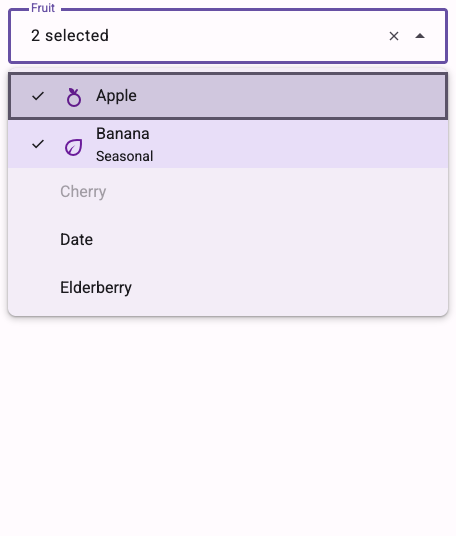 Fruit
2 selected
Apple
Banana
Seasonal
Cherry
Date
Elderberry